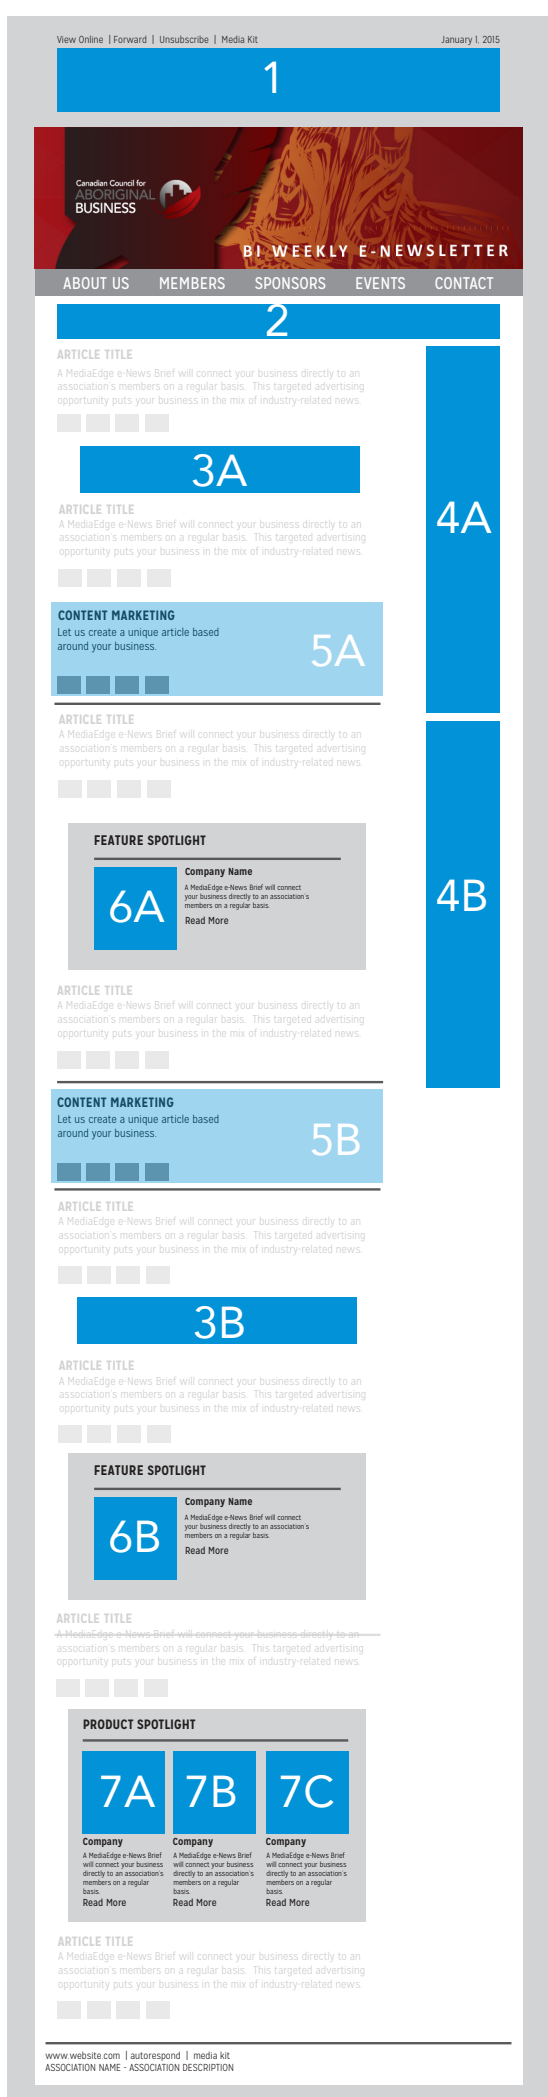 View Online | Forward | Unsubscribe | Media Kit
January 1, 2015
1
Canadian Council for
ABORIGINAL
BUSINESS
BI WEEKLY E-NEWSLETTER
ABOUT US MEMBERS SPONSORS EVENTS CONTACT
2
ARTICLE TITLE
A MediaEdge e-News Brief will connect your business directly to an
association's members on a regular basis. This targeted advertising
opportunity puts your business in the mix of industry-related news.
3A
ARTICLE TITLE
A MediaEdge e-News Brief will connect your business directly to an
association's members on a regular basis. This targeted advertising
opportunity puts your business in the mix of industry-related news.
4A
CONTENT MARKETING
Let us create a unique article based
around your business.
5A
ARTICLE TITLE
A MediaEdge e-News Brief will connect your business directly to an
association's members on a regular basis. This targeted advertising
opportunity puts your business in the mix of industry-related news.
FEATURE SPOTLIGHT
6A
Company Name
A MediaEdge e-News Brief will connect
your business directly to an association's
members on a regular basis.
Read More
4B
ARTICLE TITLE
A MediaEdge e-News Brief will connect your business directly to an
association's members on a regular basis. This targeted advertising
opportunity puts your business in the mix of industry-related news.
CONTENT MARKETING
Let us create a unique article based
around your business.
5B
ARTICLE TITLE
A MediaEdge e-News Brief will connect your business directly to an
association's members on a regular basis. This targeted advertising
opportunity puts your business in the mix of industry-related news.
3B
ARTICLE TITLE
A MediaEdge e-News Brief will connect your business directly to an
association's members on a regular basis. This targeted advertising
opportunity puts your business in the mix of industry-related news.
FEATURE SPOTLIGHT
6B
Company Name
A MediaEdge e-News Brief will connect
your business directly to an association's
members on a regular basis.
Read More
ARTICLE TITLE
A MediaEdge e-News Brief will connect your business directly to an
association's members on a regular basis. This targeted advertising
opportunity puts your business in the mix of industry-related news.
PRODUCT SPOTLIGHT
7A
Company
A MediaEdge e-News Brief
will connect your business
directly to an association's
members on a regular
basis.
Read More
7B
Company
A MediaEdge e-News Brief
will connect your business
directly to an association's
members on a regular
basis.
Read More
7C
Company
A MediaEdge e-News Brief
will connect your business
directly to an association's
members on a regular
basis.
Read More
ARTICLE TITLE
A MediaEdge e-News Brief will connect your business directly to an
association's members on a regular basis. This targeted advertising
opportunity puts your business in the mix of industry-related news.
www.website.com | autorespond | media kit
ASSOCIATION NAME - ASSOCIATION DESCRIPTION